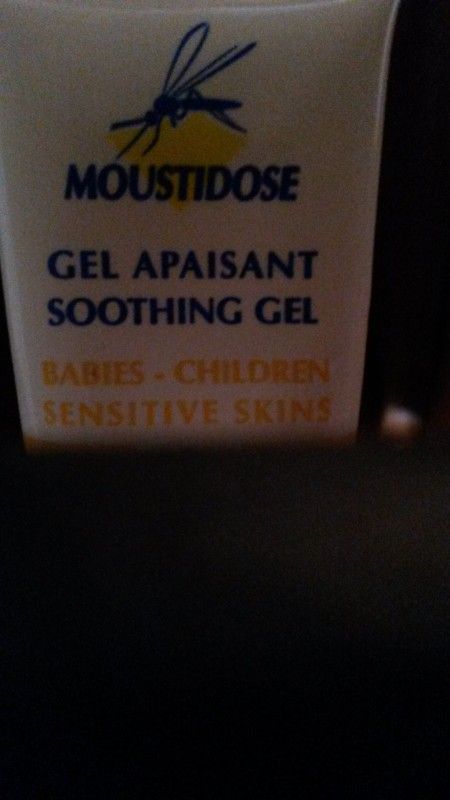 MOUSTIDOSE
GEL APAISANT
SOOTHING GEL
BABIES - CHILDREN
SENSITIVE SKINS